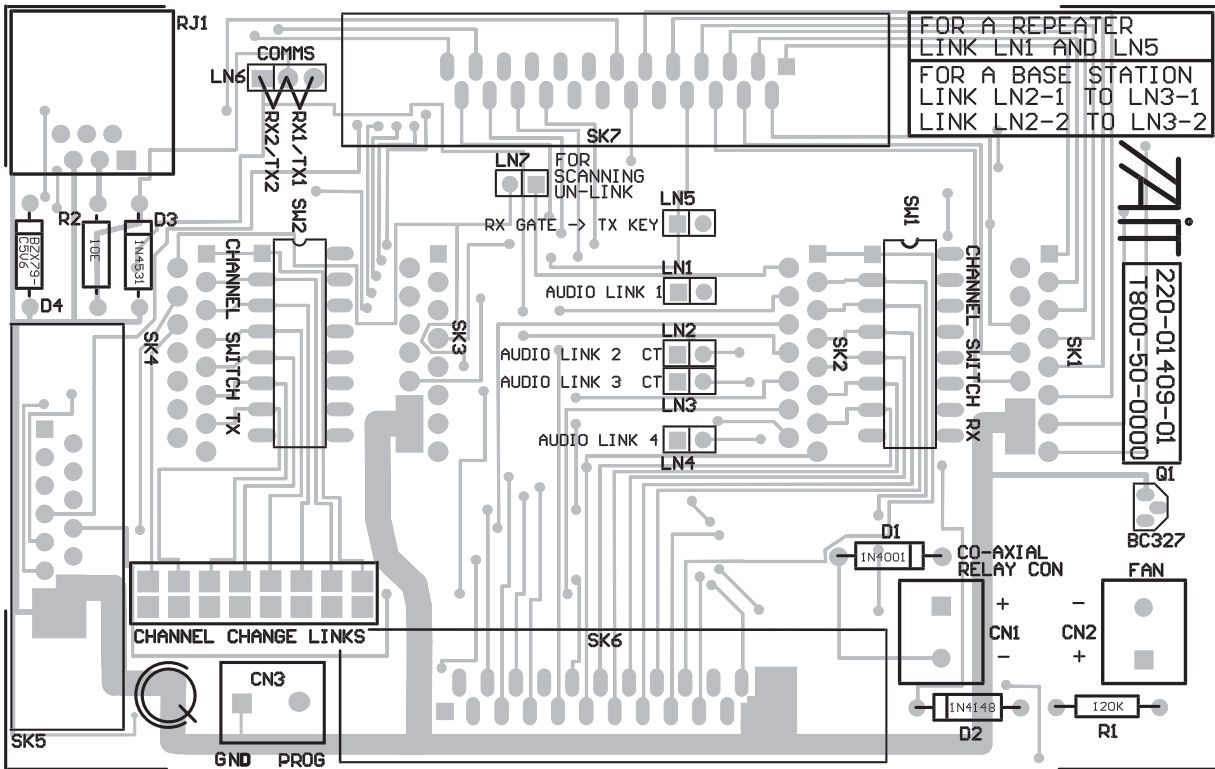 RJ1
COMMS
LN6
RX2/TX2
RX1/TX1
SW2
SK7
FOR A REPEATER
LINK LN1 AND LN5
FOR A BASE STATION
LINK LN2-1 TO LN3-1
LINK LN2-2 TO LN3-2
LN7
FOR
SCANNING
UN-LINK
LN5
RX GATE -> TX KEY
SW1
TAIT
R2
D3
BZX79-
C5V6
10E
1N4531
D4
SK4
CHANNEL SWITCH TX
SK3
LN1
AUDIO LINK 1
LN2
AUDIO LINK 2 CT
AUDIO LINK 3 CT
LN3
AUDIO LINK 4
LN4
SK2
CHANNEL SWITCH RX
SK1
220-01409-01
T800-50-0000
Q1
BC327
D1
1N4001
CO-AXIAL
RELAY CON
FAN
+
-
CN1
CN2
-
+
CHANNEL CHANGE LINKS
SK6
CN3
GND PROG
SK5
1N4148
D2
120K
R1